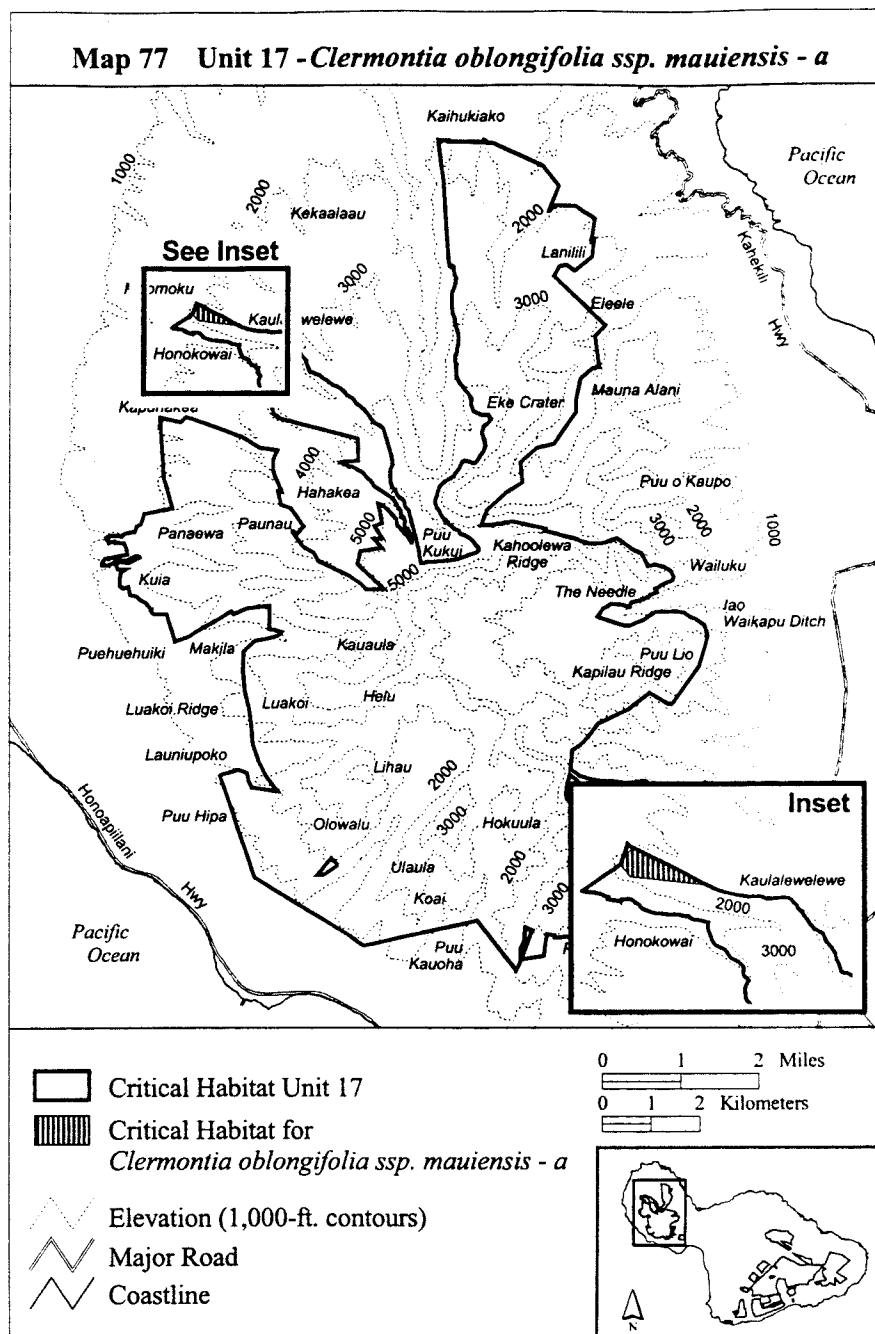 Map 77 Unit 17 - Clermontia oblongifolia ssp. mauiensis - a
Kaihukiako
1000
2000
Kekaalaau
Pacific
Ocean
Kahekili
Hwy
2000
Lanilili
See Inset
3000
3000
Eleele
Honokowai
Eke Crater
Mauna Alani
4000
Hahakea
Puu o Kaupo
3000
2000
1000
Panaewa
Paunau
5000
Puu
Kukui
Kahoolewa
Ridge
Wailuku
5000
Kuia
The Needle
Iao
Waikapu Ditch
Puehuehuiki
Makila
Kauaula
Puu Lio
Kapilau Ridge
Luakoi Ridge
Luakoi
Helu
Launiupoko
Lihau
2000
Honoapiilani
Hwy
Puu Hipa
Olowalu
3000
Hokuula
Ulaula
2000
Koai
3000
Pacific
Ocean
Puu
Kauoha
Inset
Kaulalewelewe
2000
Honokowai
3000
Critical Habitat Unit 17
Critical Habitat for
Clermontia oblongifolia ssp. mauiensis - a
Elevation (1,000-ft. contours)
Major Road
Coastline
0 1 2 Miles
0 1 2 Kilometers
N